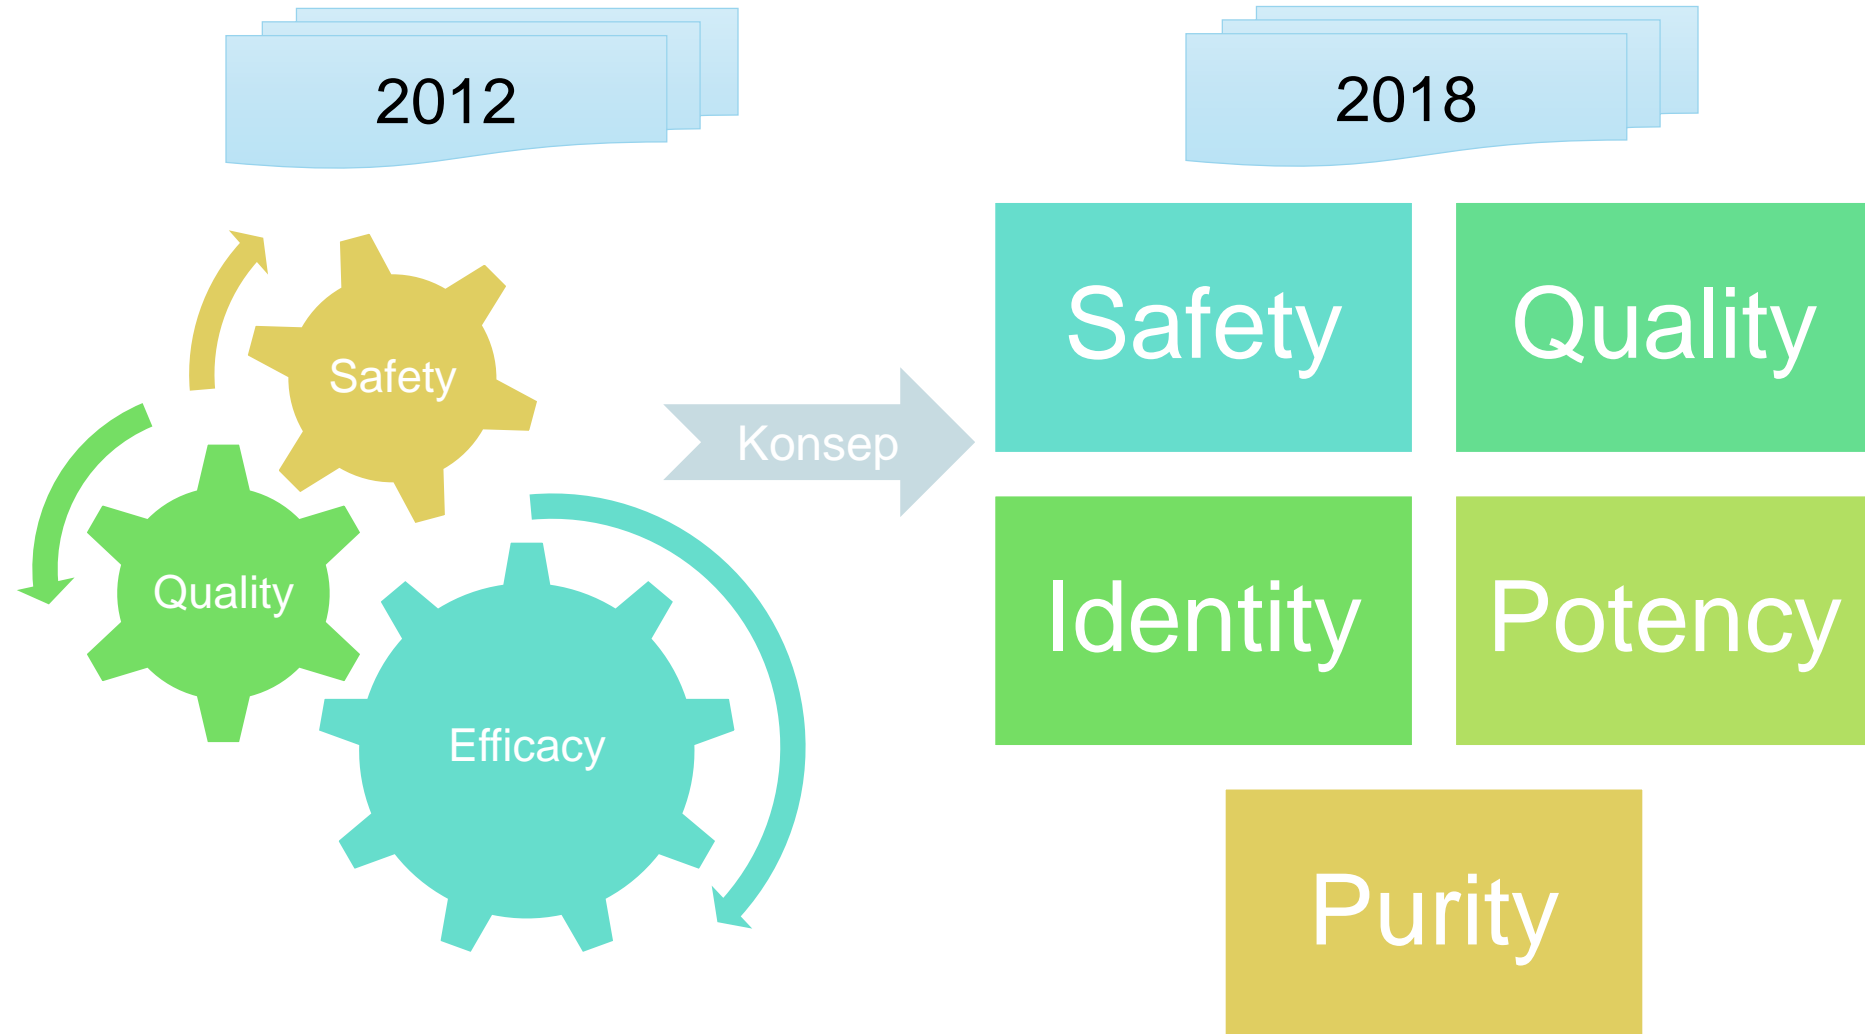 2012
2018
Safety
Quality
Efficacy
Konsep
Safety
Quality
Identity
Potency
Purity